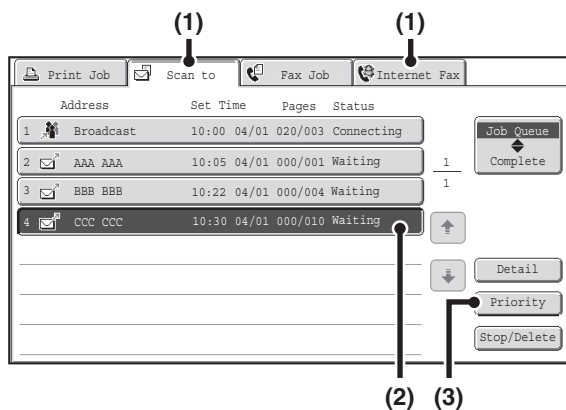 (1) (1)
Print Job Scan to Fax Job Internet Fax
Address Set Time Pages Status
1 Broadcast 10:00 04/01 020/003 Connecting
Job Queue
Complete
2 AAA AAA 10:05 04/01 000/001 Waiting
1
1
3 BBB BBB 10:22 04/01 000/004 Waiting
4 CCC CCC 10:30 04/01 000/010 Waiting
Detail
Priority
Stop/Delete
(2) (3)